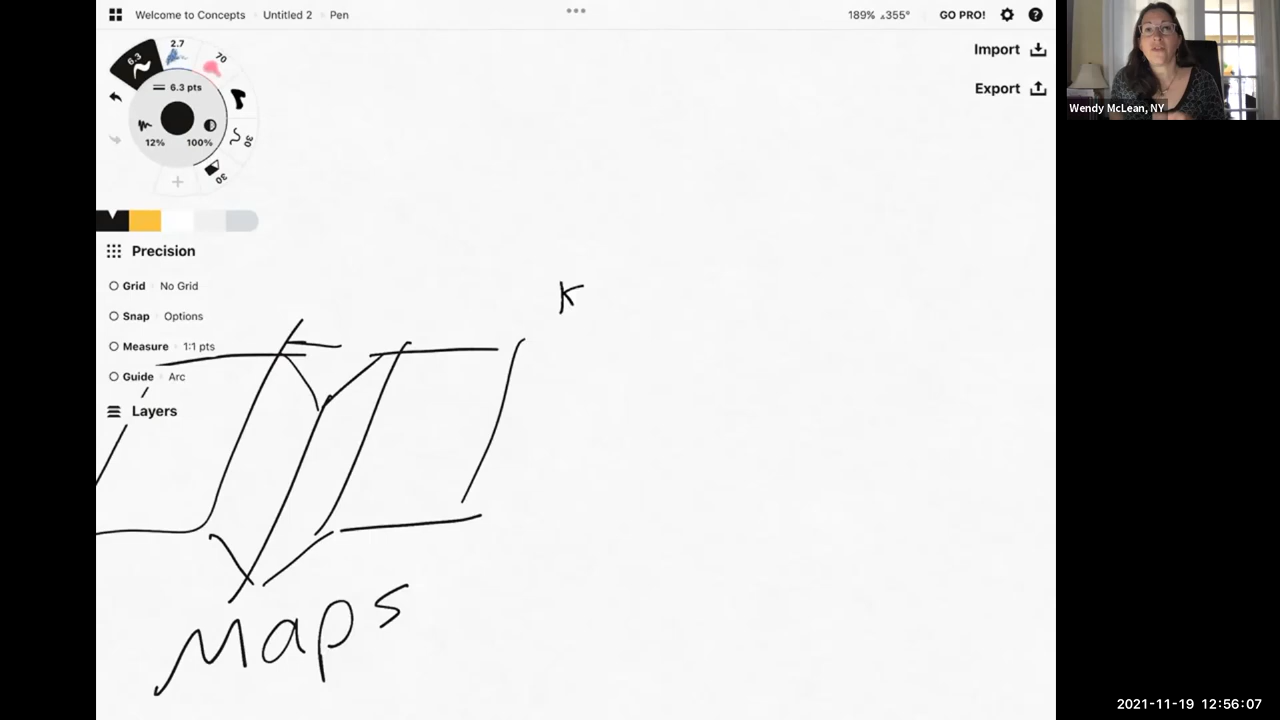 Welcome to Concepts Untitled 2 Pen
189% 355° GO PRO!
Import
Export
Wendy McLean, NY
6.3
2.7
70
6.3 pts
30
12% 100%
30
Precision
Grid No Grid
Snap Options
Measure 1:1 pts
Guide Arc
Layers
K
Maps
2021-11-19 12:56:07